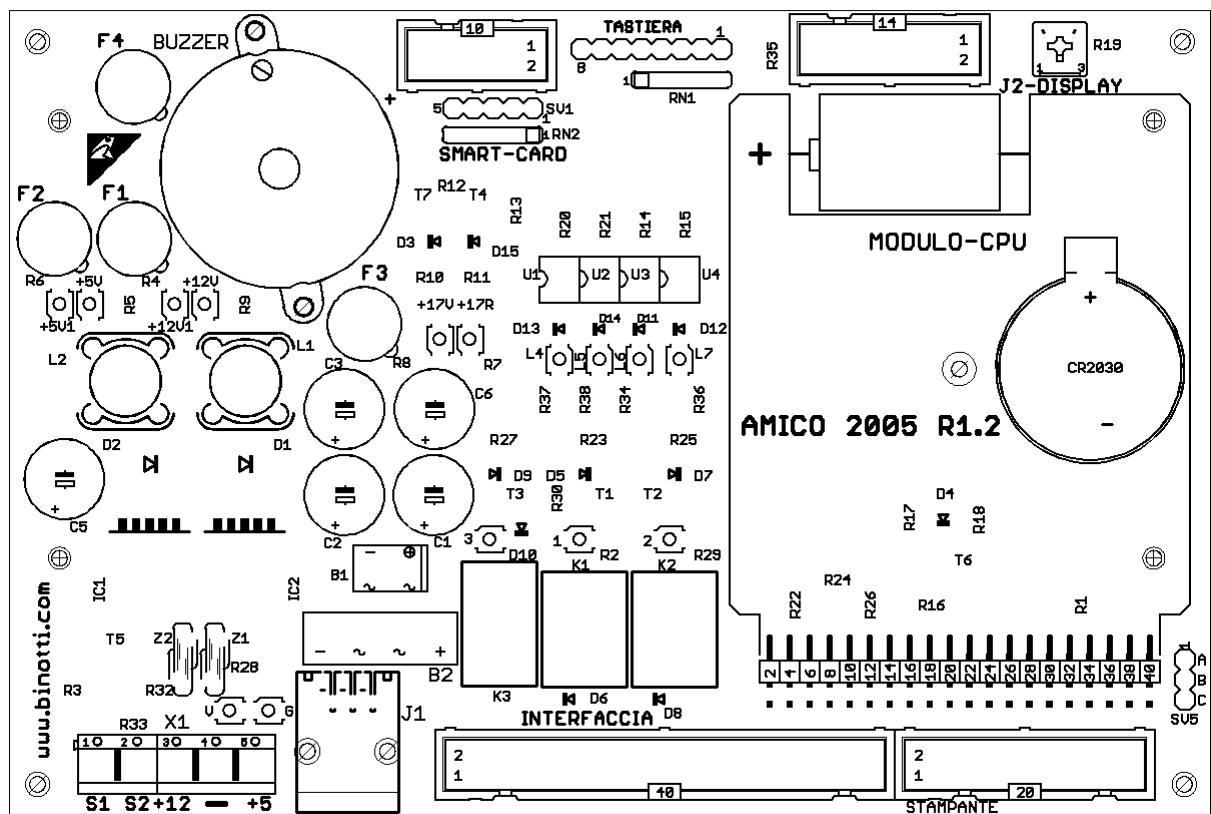 F4
BUZZER
10
1
2
TASTIERA
1
8
14
1
2
R35
R19
1
3
J2-DISPLAY
RN1
1
+
5
SV1
1
1
RN2
SMART-CARD
+
MODULO-CPU
F2
F1
T7
R12
T4
R13
R20
R21
R14
R15
D3
D15
F3
R10
R11
U1
U2
U3
U4
R6
+5V
R4
+12V
+17V
+17R
R5
R9
+5V1
+12V1
D13
D14
D11
D12
+
CR2030
-
L2
L1
R8
R7
L4
L5
L6
L7
C3
C6
R37
R38
R34
R36
AMICO 2005 R1.2
D2
D1
+
+
R27
R23
R25
D9
D5
D7
T3
R30
T1
T2
D4
R17
R18
+
C5
+
+
C2
C1
3
1
2
D10
R2
R29
T6
B1
-
~
~
K1
K2
IC1
IC2
R24
R22
R26
R16
R1
www.binotti.com
T5
Z2
Z1
R28
- ~ ~ +
B2
R3
R32
K3
D6
D8
2 4 6 8 10 12 14 16 18 20 22 24 26 28 30 32 34 36 38 40
1
A
B
C
SV5
V
G
J1
INTERFACCIA
R33
X1
1 2 3 4 5
2
1
40
2
1
20
S1 S2 +12 - +5
STAMPANTE